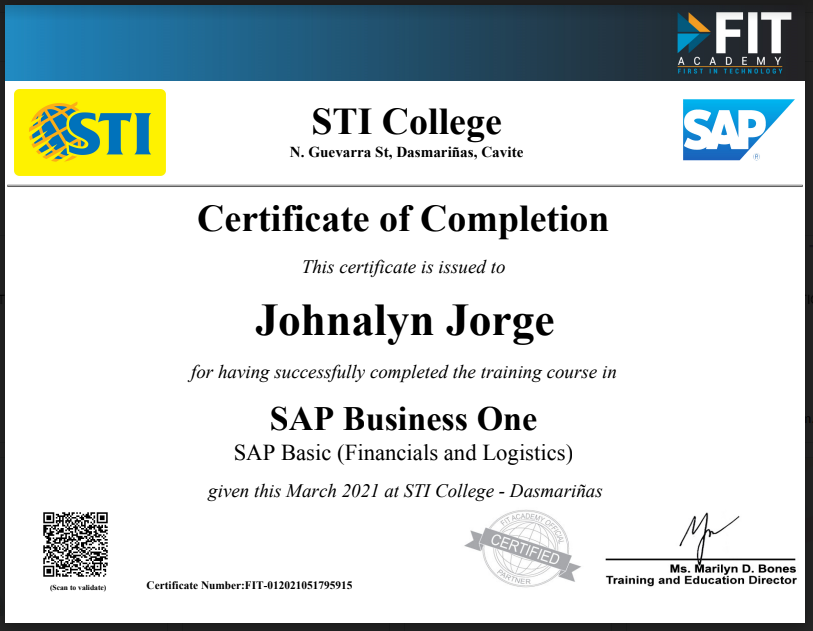 FIT
ACADEMY
FIRST IN TECHNOLOGY
STI
STI College
N. Guevarra St, Dasmariñas, Cavite
SAP
®
Certificate of Completion
This certificate is issued to
Johnalyn Jorge
for having successfully completed the training course in
SAP Business One
SAP Basic (Financials and Logistics)
given this March 2021 at STI College - Dasmariñas
FIT ACADEMY OFFICIAL
CERTIFIED
PARTNER
(Scan to validate)
Certificate Number:FIT-012021051795915
Ms. Marilyn D. Bones
Training and Education Director